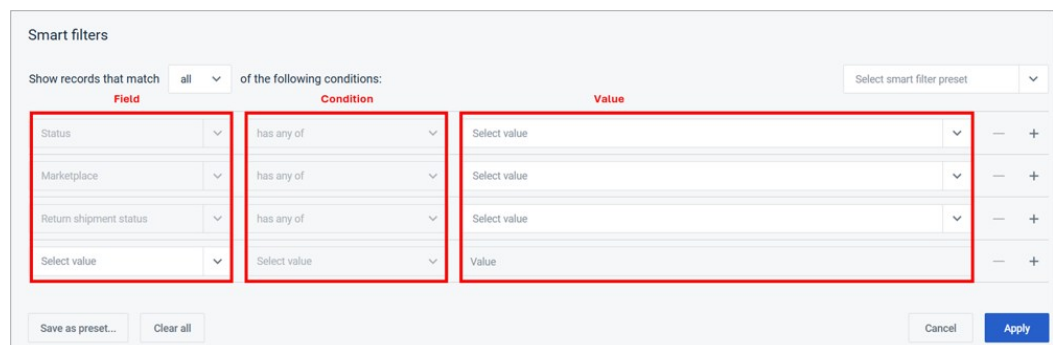 Smart filters
Show records that match all of the following conditions: Select smart filter preset
Field Condition Value
Status has any of Select value
Marketplace has any of Select value
Return shipment status has any of Select value
Select value Select value Value
Save as preset... Clear all Cancel Apply